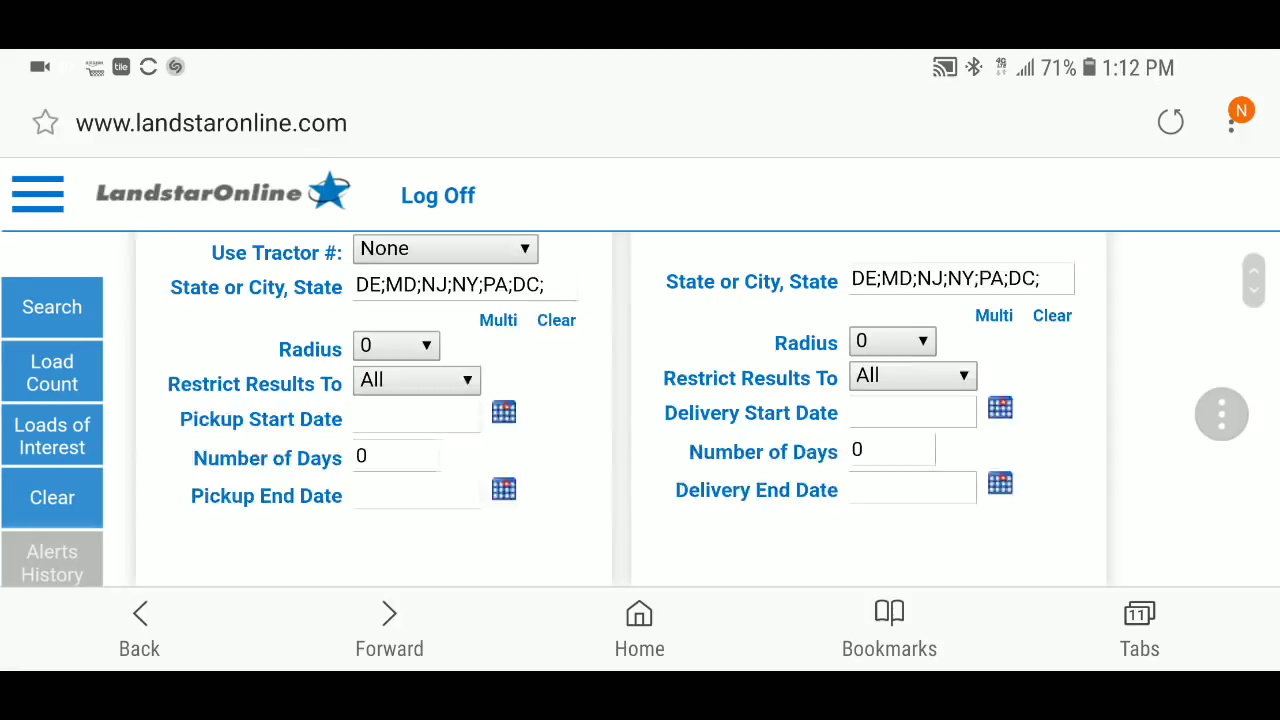 tile
4G LTE 71% 1:12 PM
www.landstaronline.com
N
LandstarOnline Log Off
Search
Load Count
Loads of Interest
Clear
Alerts History
Use Tractor #: None
State or City, State DE;MD;NJ;NY;PA;DC;
Multi Clear
Radius 0
Restrict Results To All
Pickup Start Date
Number of Days 0
Pickup End Date
State or City, State DE;MD;NJ;NY;PA;DC;
Multi Clear
Radius 0
Restrict Results To All
Delivery Start Date
Number of Days 0
Delivery End Date
11
Back Forward Home Bookmarks Tabs